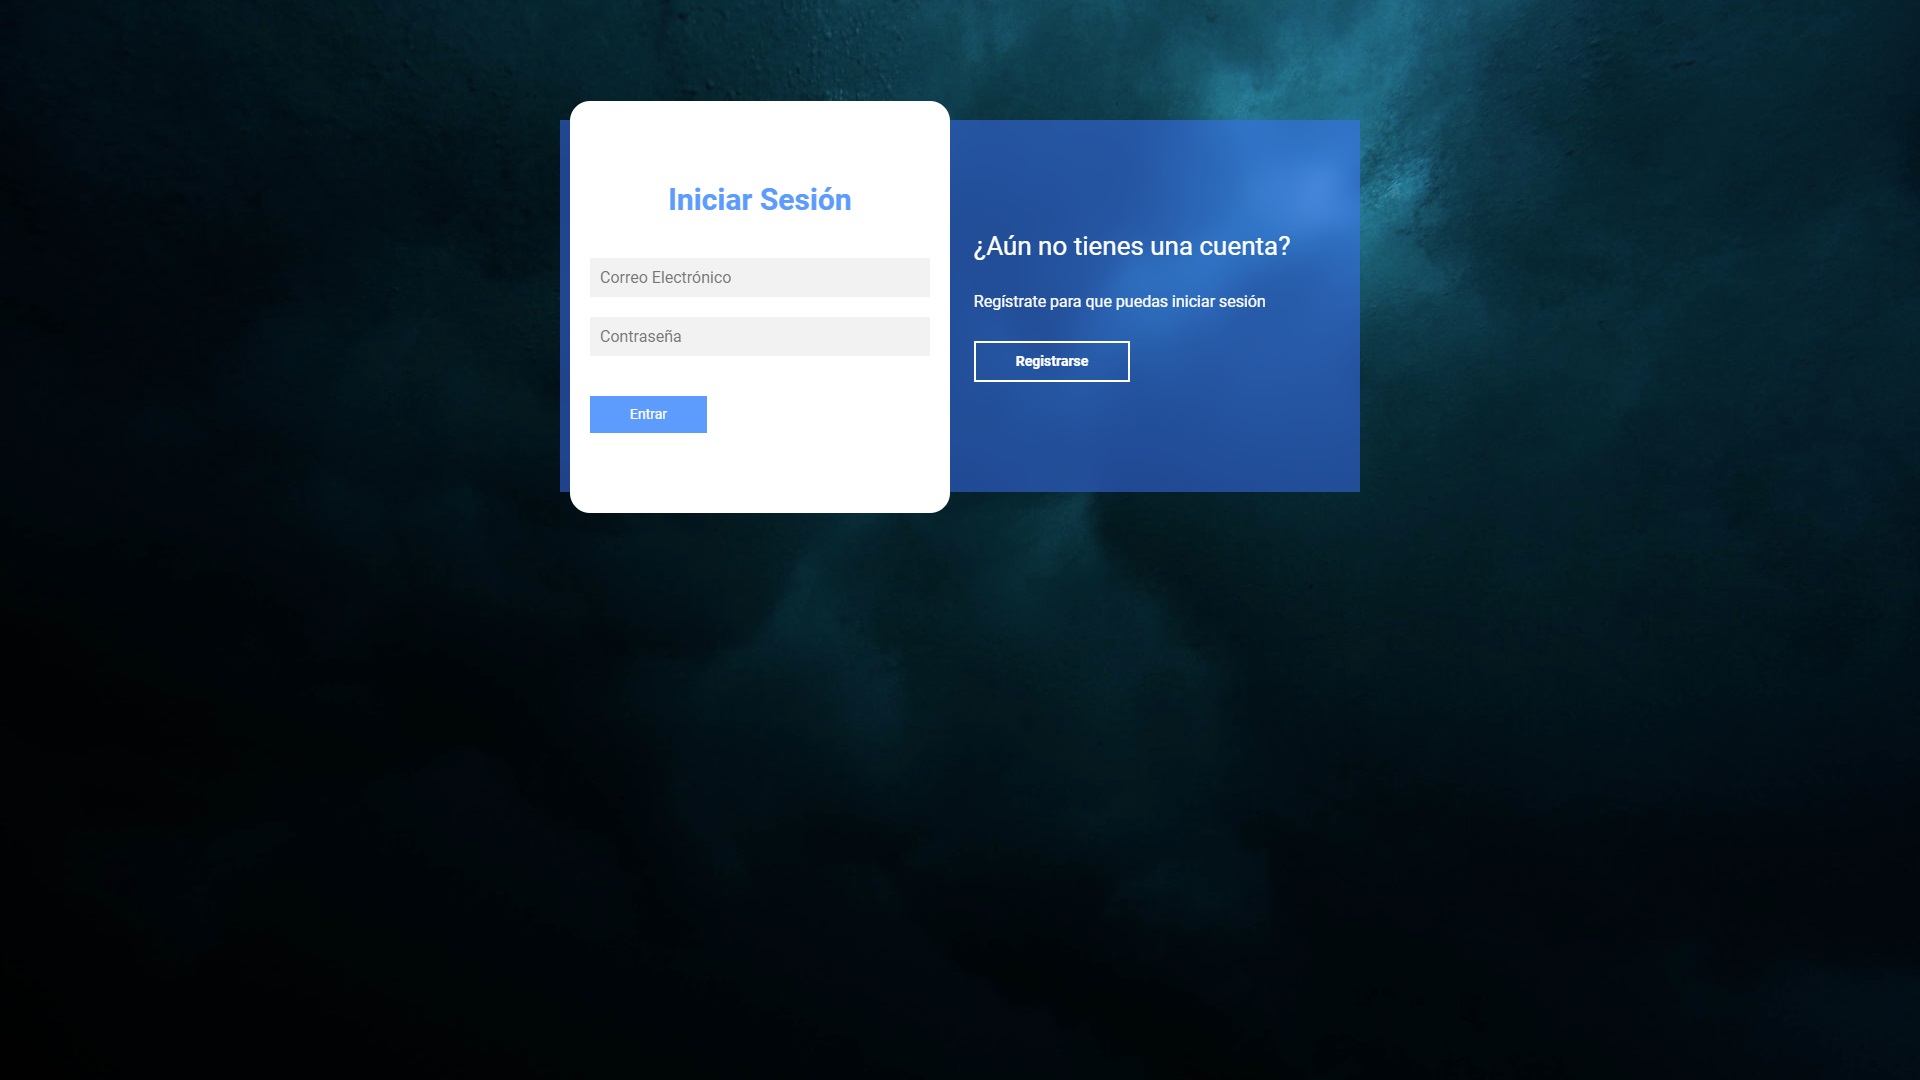 Iniciar Sesión
Correo Electrónico
Contraseña
Entrar
¿Aún no tienes una cuenta?
Regístrate para que puedas iniciar sesión
Registrarse